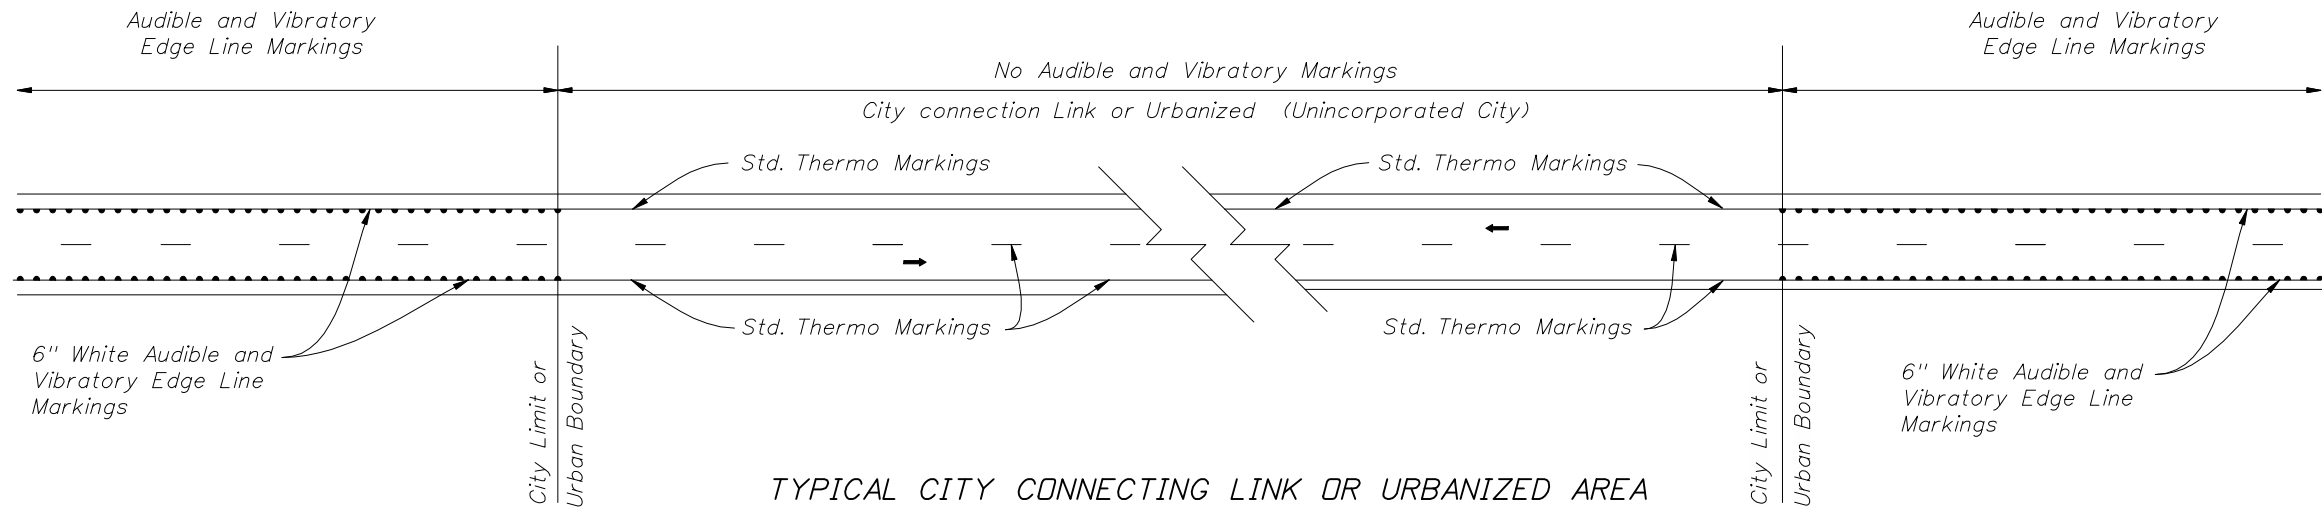 Audible and Vibratory
Edge Line Markings
Audible and Vibratory
Edge Line Markings
No Audible and Vibratory Markings
City connection Link or Urbanized (Unincorporated City)
Std. Thermo Markings
Std. Thermo Markings
Std. Thermo Markings
Std. Thermo Markings
6" White Audible and
Vibratory Edge Line
Markings
City Limit or
Urban Boundary
City Limit or
Urban Boundary
6" White Audible and
Vibratory Edge Line
Markings
TYPICAL CITY CONNECTING LINK OR URBANIZED AREA